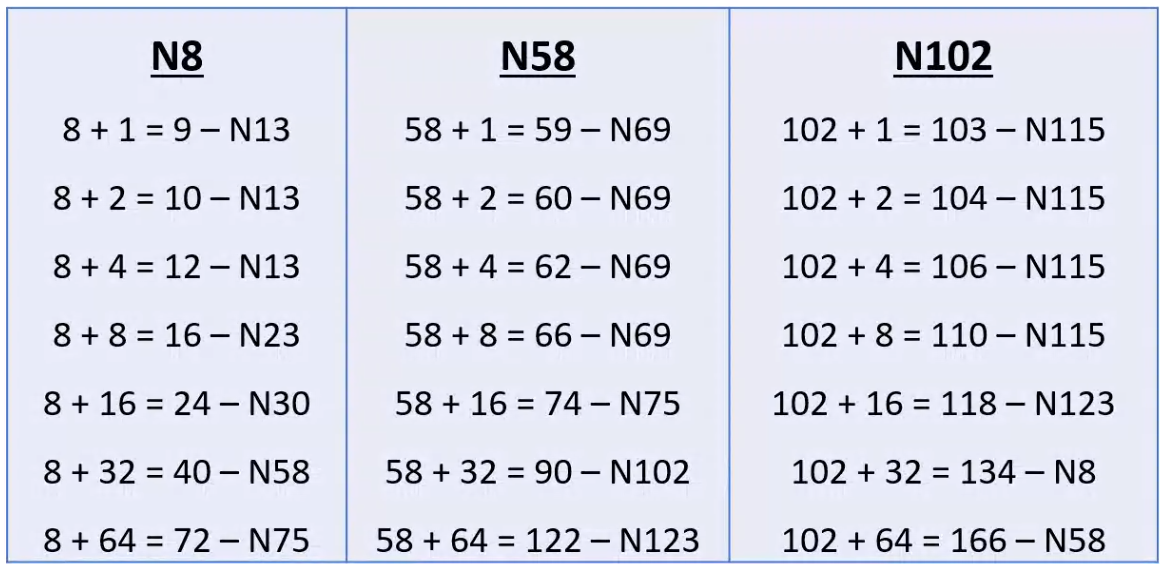 N8
8 + 1 = 9 – N13
8 + 2 = 10 – N13
8 + 4 = 12 – N13
8 + 8 = 16 – N23
8 + 16 = 24 – N30
8 + 32 = 40 – N58
8 + 64 = 72 – N75
N58
58 + 1 = 59 – N69
58 + 2 = 60 – N69
58 + 4 = 62 – N69
58 + 8 = 66 – N69
58 + 16 = 74 – N75
58 + 32 = 90 – N102
58 + 64 = 122 – N123
N102
102 + 1 = 103 – N115
102 + 2 = 104 – N115
102 + 4 = 106 – N115
102 + 8 = 110 – N115
102 + 16 = 118 – N123
102 + 32 = 134 – N8
102 + 64 = 166 – N58